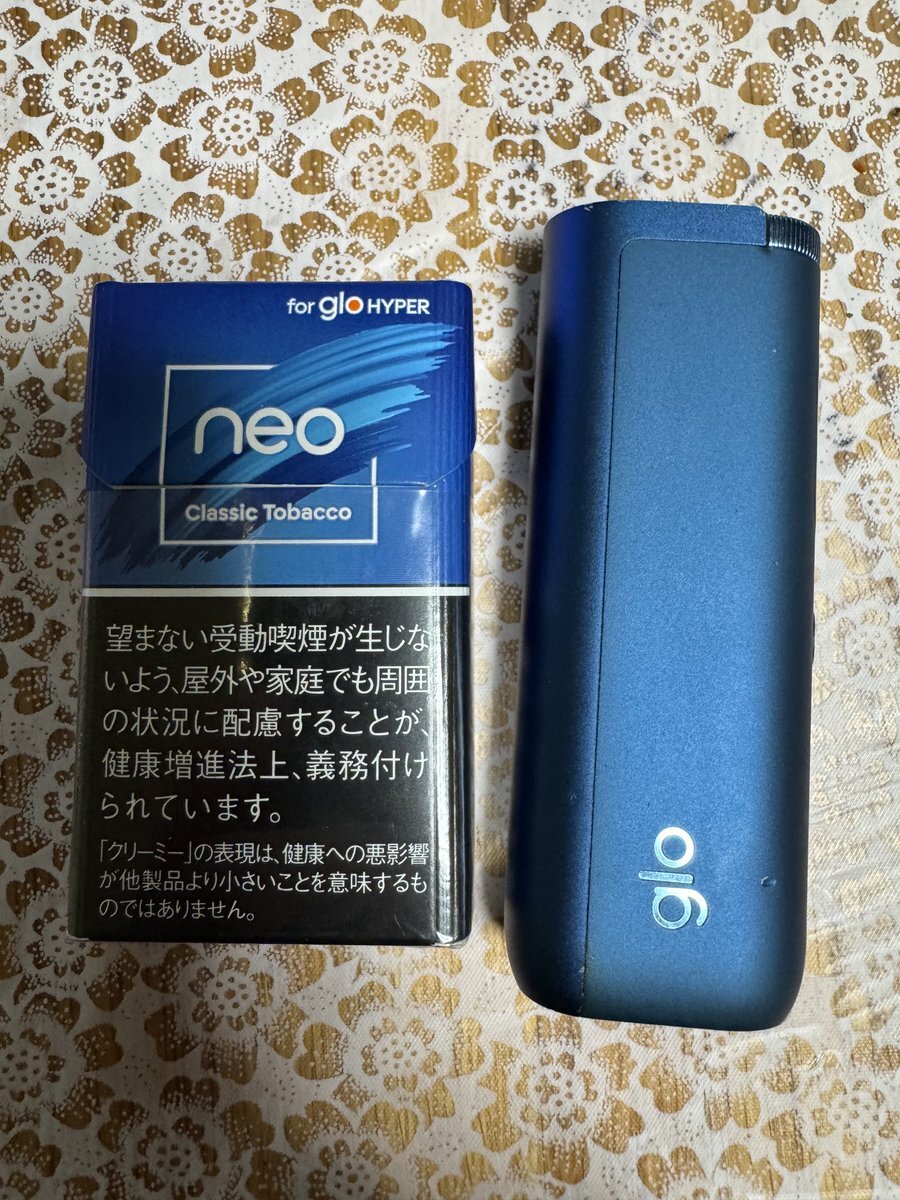 for glo HYPER
neo
Classic Tobacco
望まない受動喫煙が生じな
いよう、屋外や家庭でも周囲
の状況に配慮することが、
健康増進法上、義務付け
られています。
「クリーミー」の表現は、健康への悪影響
が他製品より小さいことを意味するも
のではありません。
glo